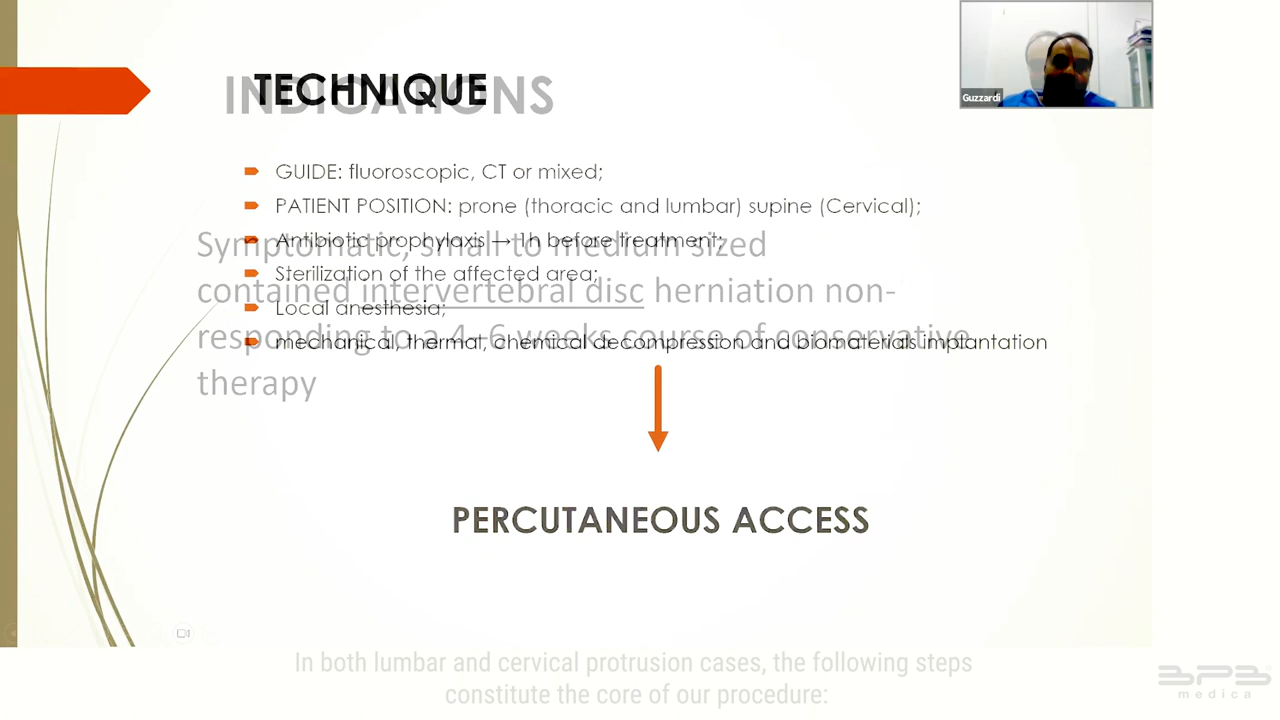 TECHNIQUE
INDICATIONS
GUIDE: fluoroscopic, CT or mixed;
PATIENT POSITION: prone (thoracic and lumbar) supine (Cervical);
Antibiotic prophylaxis → 1h before treatment;
Sterilization of the affected area;
Local anesthesia;
mechanical, thermal, chemical decompression and biomaterials implantation
Symptomatic, small to medium sized
contained intervertebral disc herniation non-
responding to a 4-6 weeks course of conservative
therapy
PERCUTANEOUS ACCESS
Guzzardi
In both lumbar and cervical protrusion cases, the following steps
constitute the core of our procedure:
BPB
medica